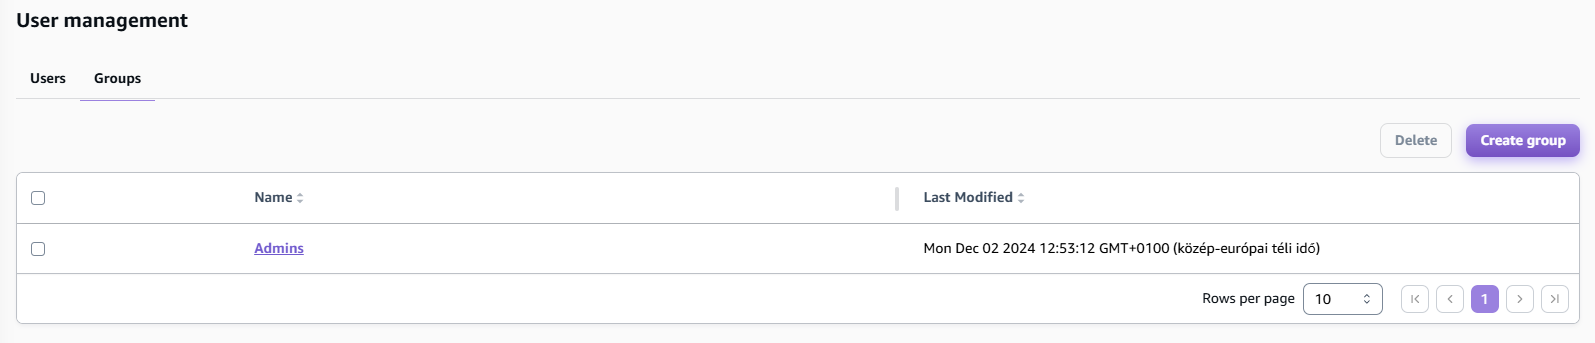 User management
Users Groups
Delete Create group
Name Last Modified
Admins Mon Dec 02 2024 12:53:12 GMT+0100 (közép-európai téli idő)
Rows per page 10 1